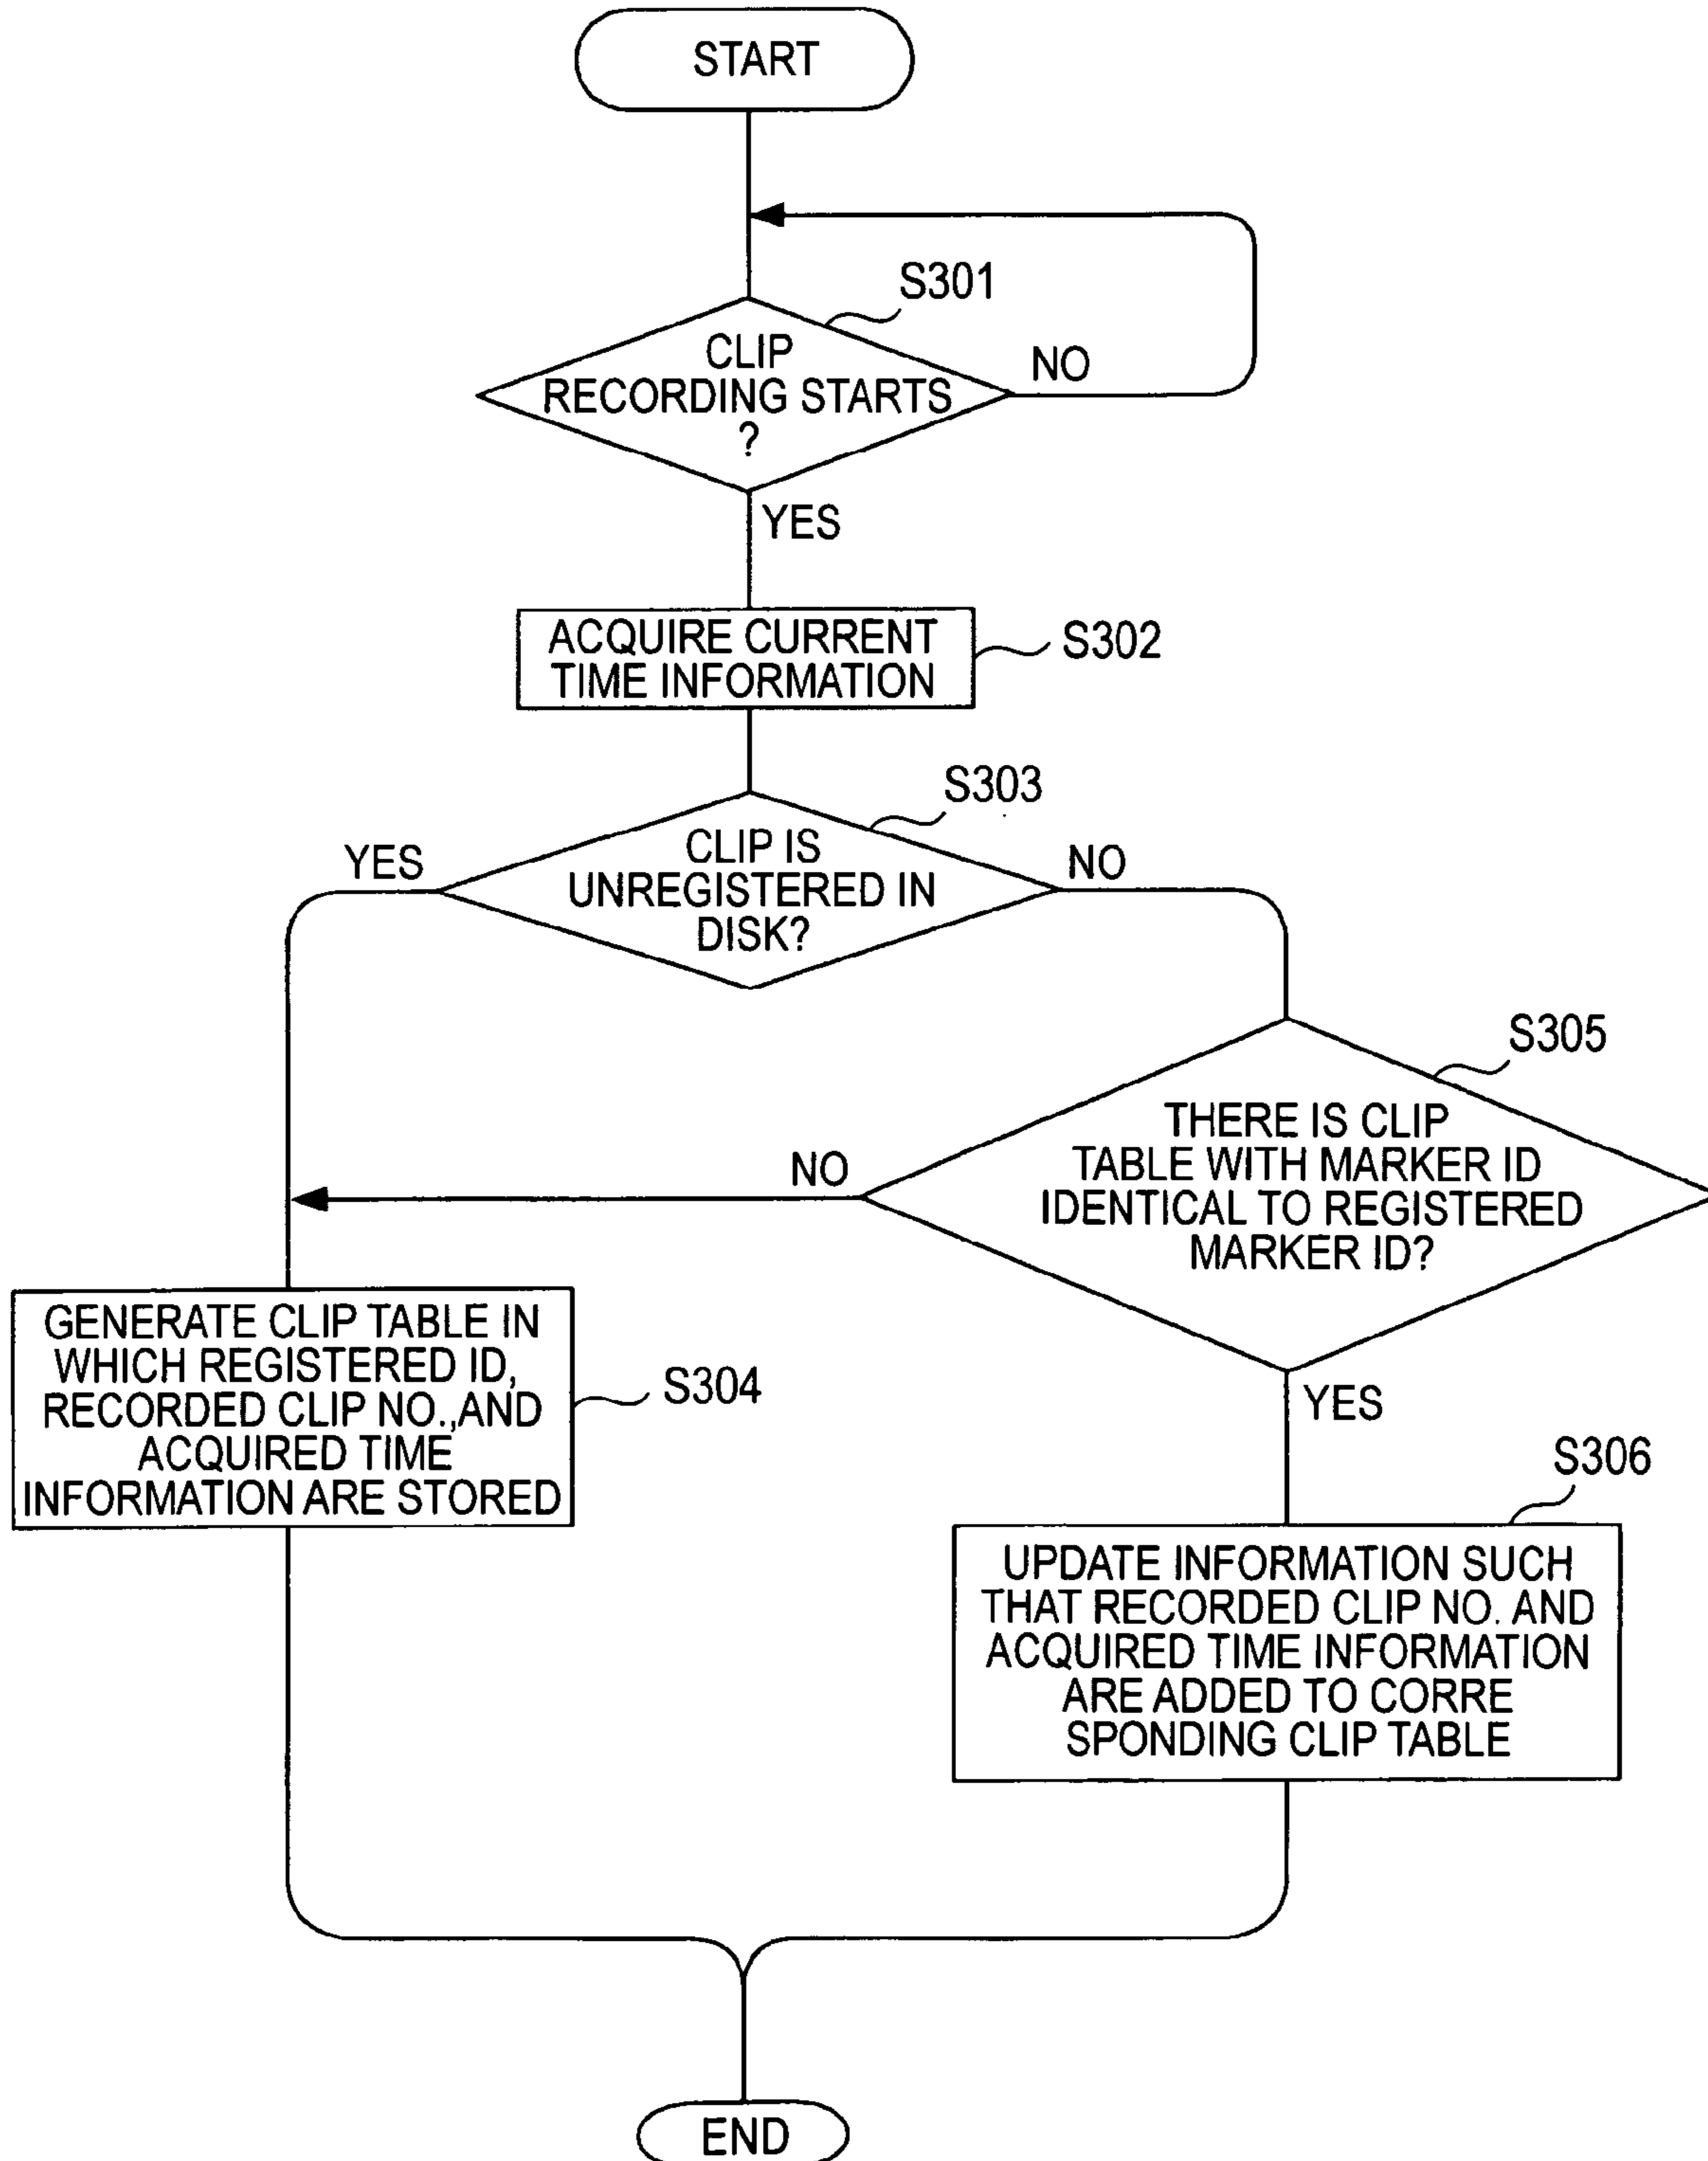 START
S301
CLIP
RECORDING STARTS
?
NO
YES
ACQUIRE CURRENT
TIME INFORMATION
S302
S303
YES
CLIP IS
UNREGISTERED IN
DISK?
NO
S305
THERE IS CLIP
TABLE WITH MARKER ID
IDENTICAL TO REGISTERED
MARKER ID?
NO
YES
GENERATE CLIP TABLE IN
WHICH REGISTERED ID,
RECORDED CLIP NO.,AND
ACQUIRED TIME
INFORMATION ARE STORED
S304
S306
UPDATE INFORMATION SUCH
THAT RECORDED CLIP NO. AND
ACQUIRED TIME INFORMATION
ARE ADDED TO CORRE
SPONDING CLIP TABLE
END